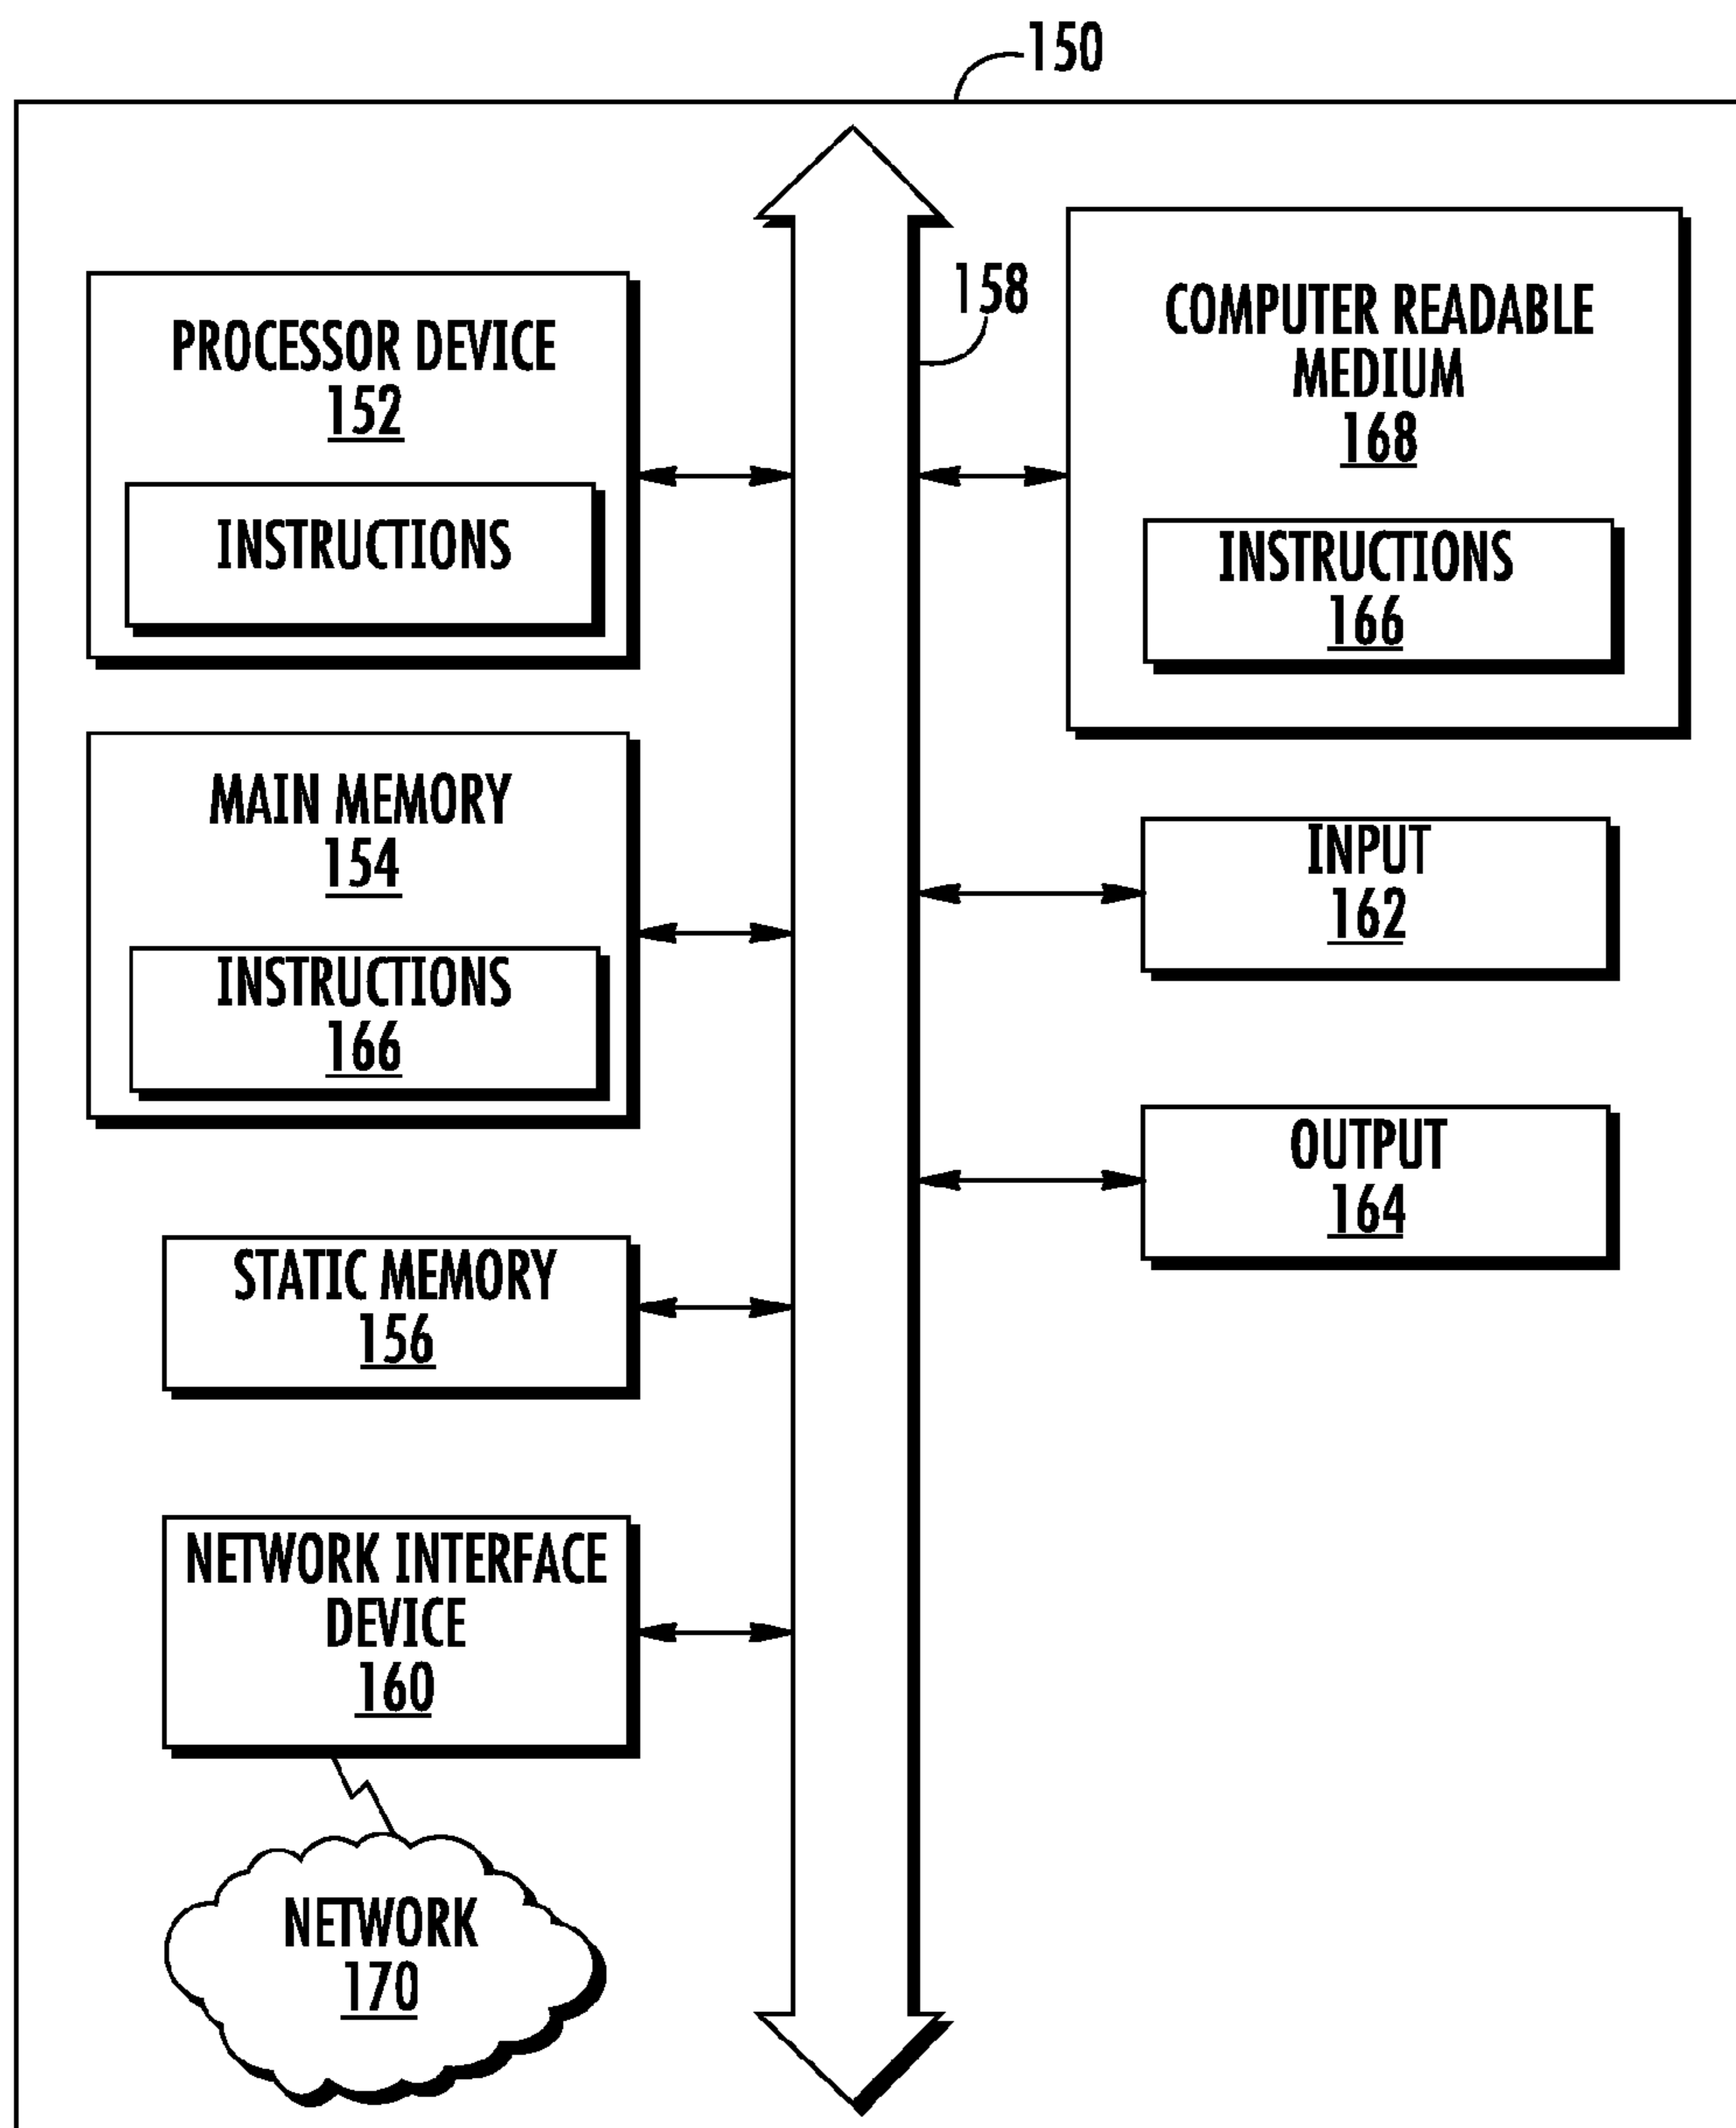 150
158
PROCESSOR DEVICE
152
INSTRUCTIONS
COMPUTER READABLE
MEDIUM
168
INSTRUCTIONS
166
MAIN MEMORY
154
INSTRUCTIONS
166
INPUT
162
OUTPUT
164
STATIC MEMORY
156
NETWORK INTERFACE
DEVICE
160
NETWORK
170